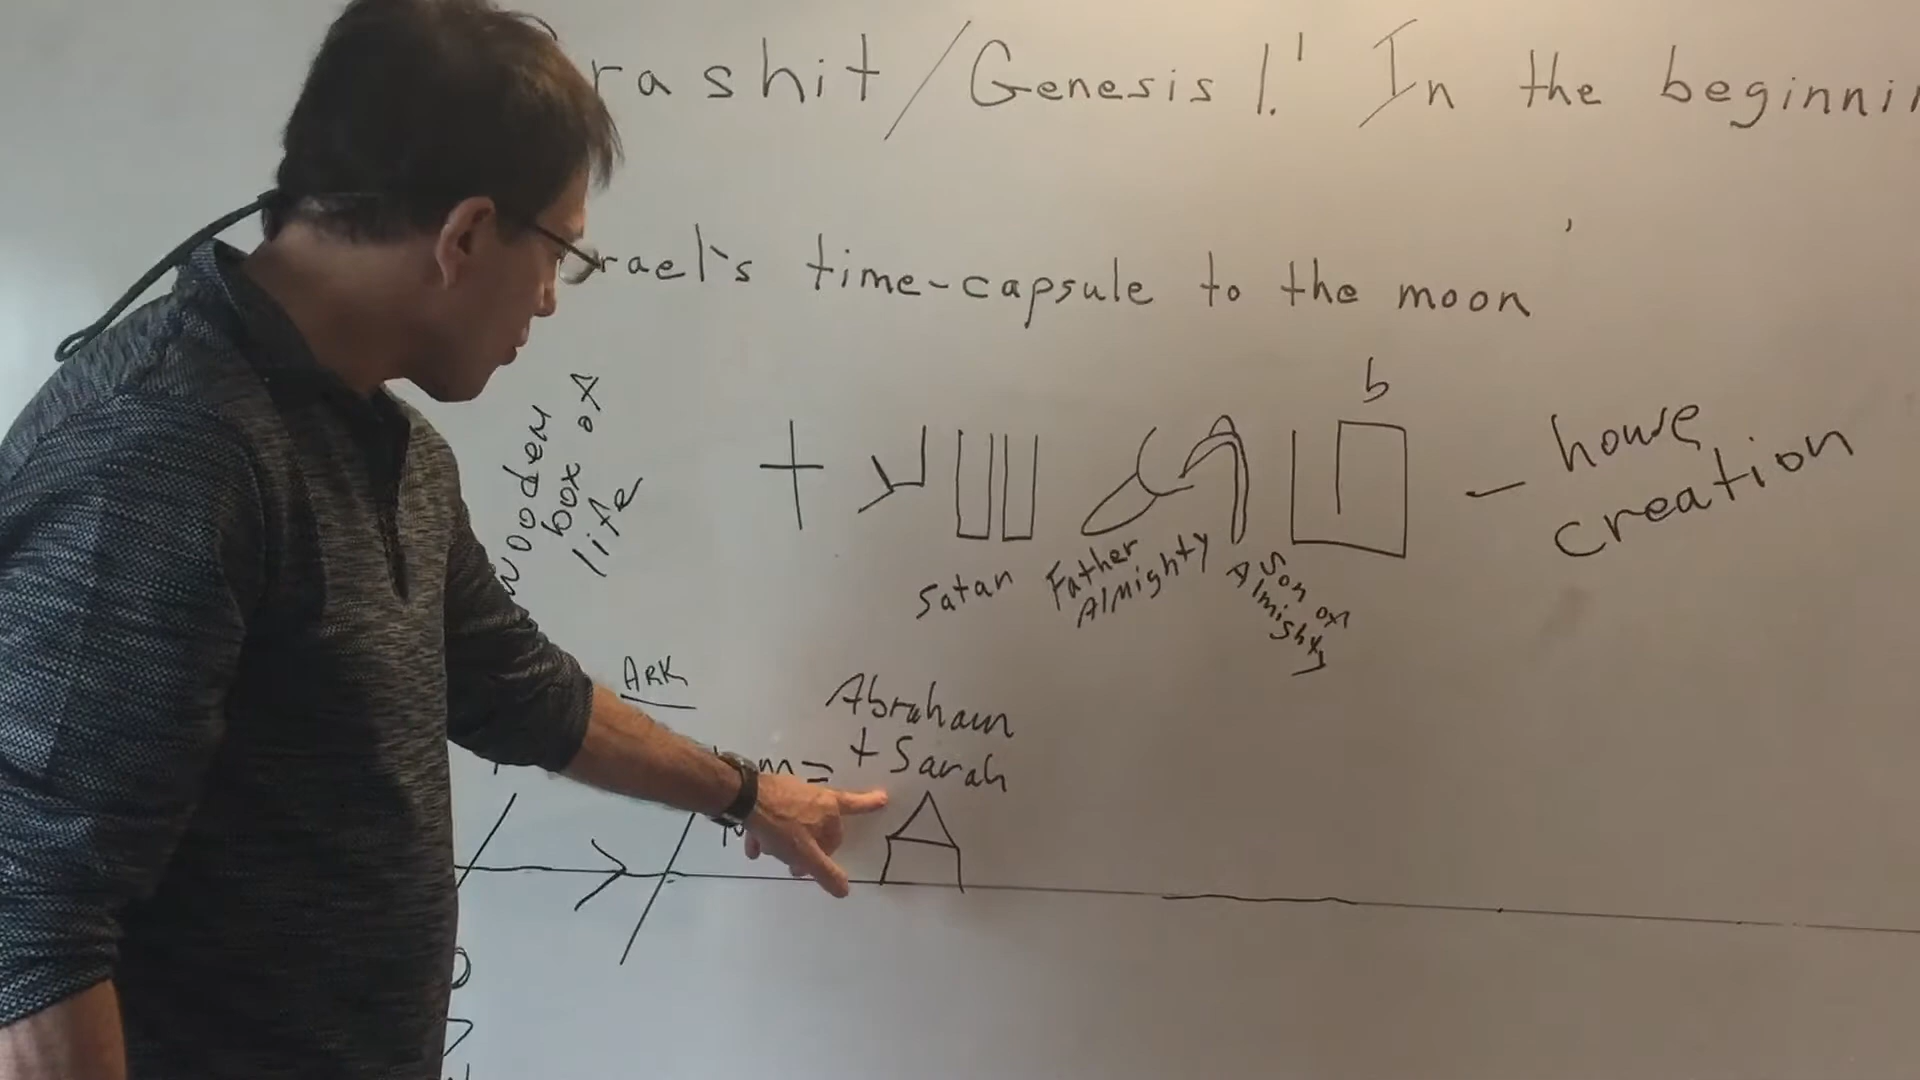 rashit/Genesis 1:1 In the beginnin
rael's time-capsule to the moon
b
house
creation
wooden
box of
life
Satan
Father
Almighty
Son of
Almighty
ARK
Abraham
+ Sarah